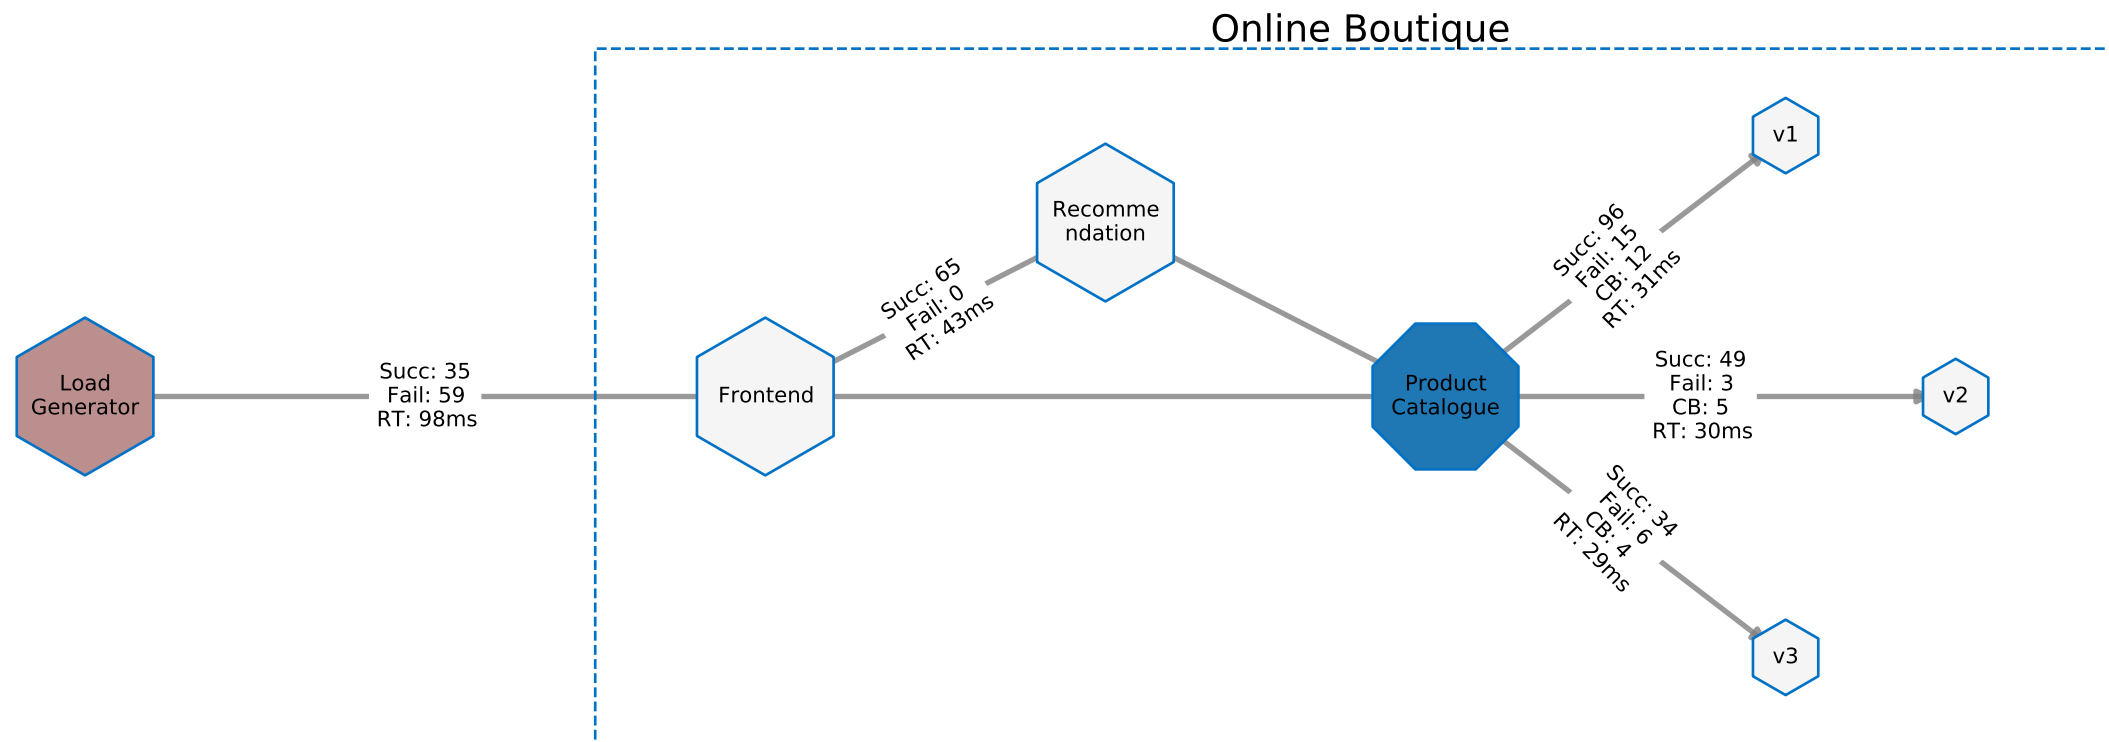 Online Boutique
Load
Generator
Succ: 35
Fail: 59
RT: 98ms
Frontend
Succ: 65
Fail: 0
RT: 43ms
Recomme
ndation
Product
Catalogue
Succ: 96
Fail: 15
CB: 12
RT: 31ms
v1
Succ: 49
Fail: 3
CB: 5
RT: 30ms
v2
Succ: 34
Fail: 6
CB: 4
RT: 29ms
v3